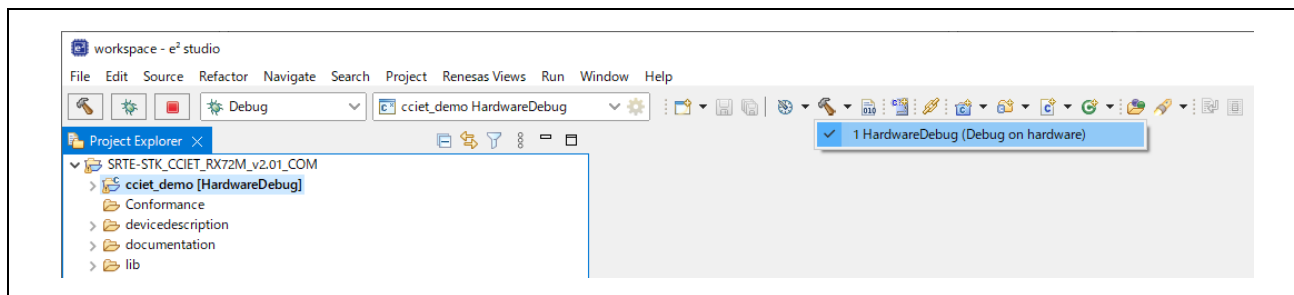 workspace - e² studio
File Edit Source Refactor Navigate Search Project Renesas Views Run Window Help
Debug cciet_demo HardwareDebug
Project Explorer
1 HardwareDebug (Debug on hardware)
SRTE-STK_CCIET_RX72M_v2.01_COM
cciet_demo [HardwareDebug]
Conformance
devicedescription
documentation
lib